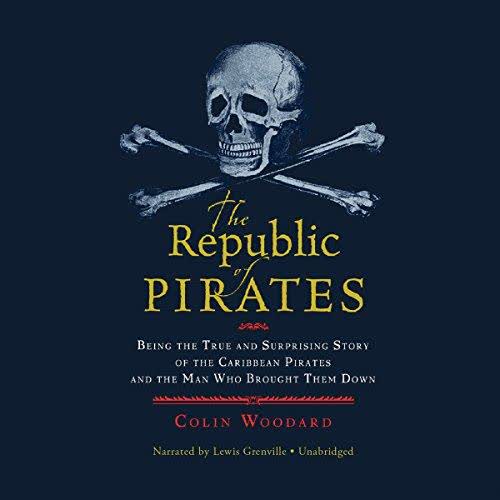 The
Republic
of
PIRATES
BEING THE TRUE AND SURPRISING STORY
OF THE CARIBBEAN PIRATES
AND THE MAN WHO BROUGHT THEM DOWN
COLIN WOODARD
Narrated by Lewis Grenville • Unabridged